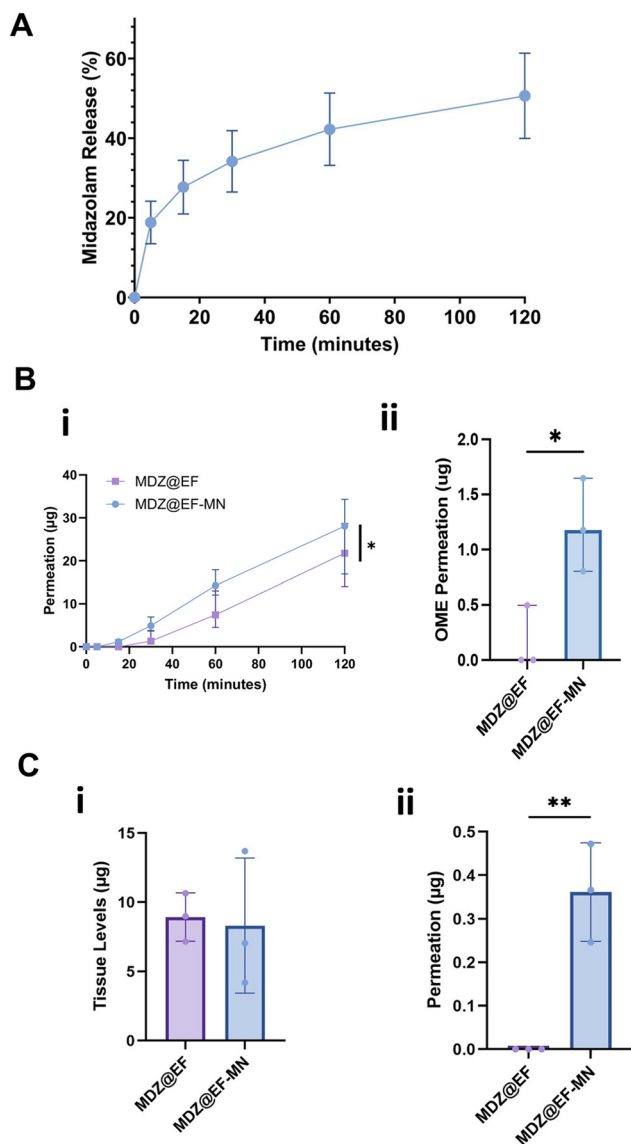 A
Midazolam Release (%)
60
40
20
0
0 20 40 60 80 100 120
Time (minutes)
B
i
MDZ@EF
MDZ@EF-MN
Permeation (µg)
40
30
20
10
0
*
0 20 40 60 80 100 120
Time (minutes)
ii
OME Permeation (ug)
2.0
1.5
1.0
0.5
0.0
*
MDZ@EF
MDZ@EF-MN
C
i
Tissue Levels (µg)
15
10
5
0
MDZ@EF
MDZ@EF-MN
ii
Permeation (µg)
0.5
0.4
0.3
0.2
0.1
0.0
**
MDZ@EF
MDZ@EF-MN